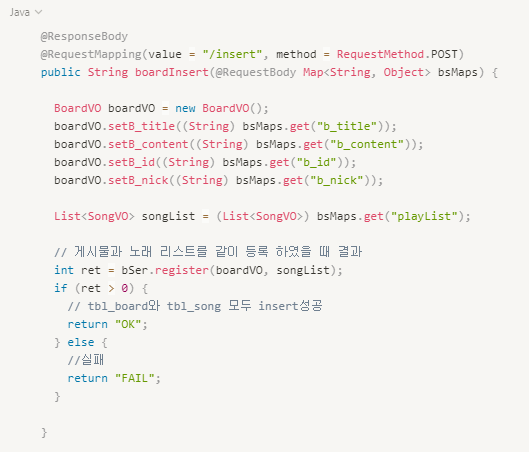 Java
@ResponseBody
@RequestMapping(value = "/insert", method = RequestMethod.POST)
public String boardInsert(@RequestBody Map<String, Object> bsMaps) {
BoardVO boardVO = new BoardVO();
boardVO.setB_title((String) bsMaps.get("b_title"));
boardVO.setB_content((String) bsMaps.get("b_content"));
boardVO.setB_id((String) bsMaps.get("b_id"));
boardVO.setB_nick((String) bsMaps.get("b_nick"));
List<SongVO> songList = (List<SongVO>) bsMaps.get("playList");
// 게시물과 노래 리스트를 같이 등록 하였을 때 결과
int ret = bSer.register(boardVO, songList);
if (ret > 0) {
// tbl_board와 tbl_song 모두 insert성공
return "OK";
} else {
//실패
return "FAIL";
}
}